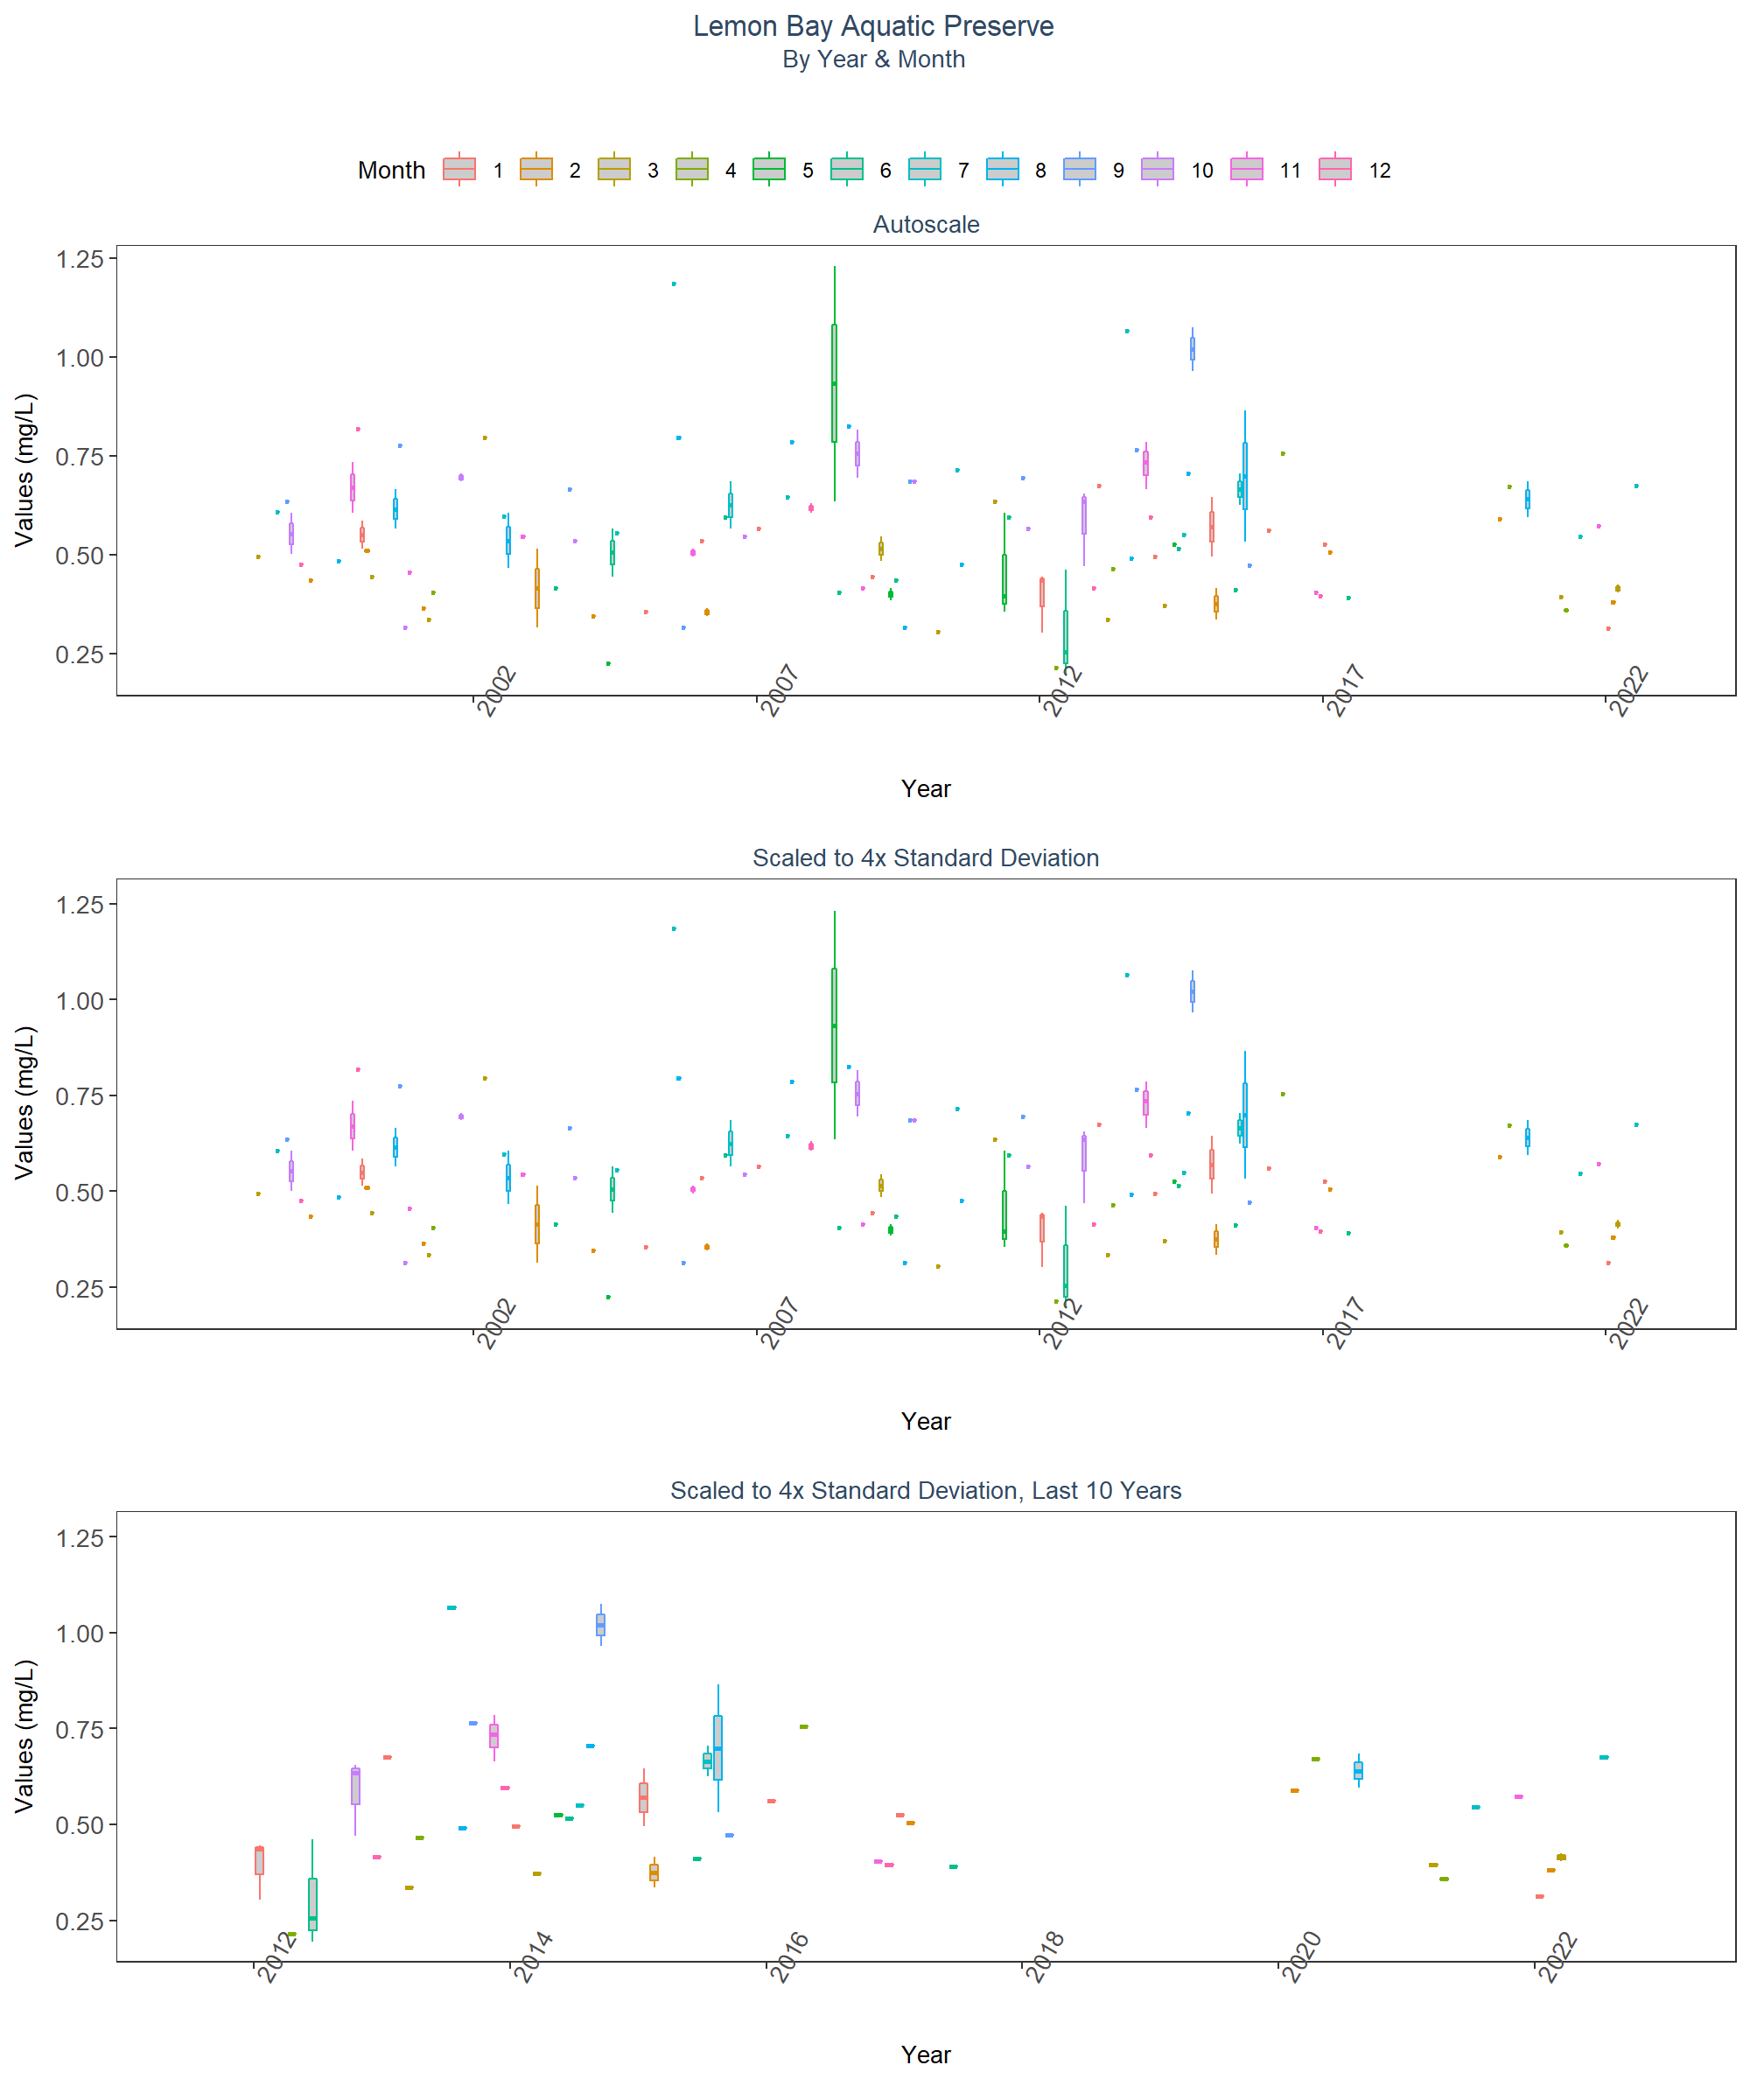 Lemon Bay Aquatic Preserve
By Year & Month
Month 1 2 3 4 5 6 7 8 9 10 11 12
Autoscale
Values (mg/L)
1.25
1.00
0.75
0.50
0.25
2002 2007 2012 2017 2022
Year
Scaled to 4x Standard Deviation
Values (mg/L)
1.25
1.00
0.75
0.50
0.25
2002 2007 2012 2017 2022
Year
Scaled to 4x Standard Deviation, Last 10 Years
Values (mg/L)
1.25
1.00
0.75
0.50
0.25
2012 2014 2016 2018 2020 2022
Year